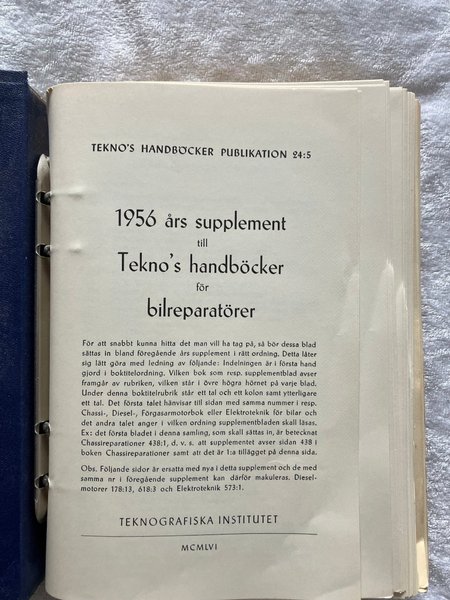 TEKNO'S HANDBÖCKER PUBLIKATION 24:5
1956 års supplement
till
Tekno's handböcker
för
bilreparatörer
För att snabbt kunna hitta det man vill ha tag på, så bör dessa blad
sättas in bland föregående års supplement i rätt ordning. Detta låter
sig lätt göra med ledning av följande: Indelningen är i första hand
gjord i boktitelordning. Vilken bok som resp. supplementblad avser
framgår av rubriken, vilken står i övre högra hörnet på varje blad.
Under denna boktitelrubrik står ett tal och ett kolon samt ytterligare
ett tal. Det första talet hänvisar till sidan med samma nummer i resp.
Chassi-, Diesel-, Förgasarmotorbok eller Elektroteknik för bilar och
det andra talet anger i vilken ordning supplementbladen skall läsas.
Ex: det första bladet i denna samling, som skall sättas in, är betecknat
Chassireparationer 438:1, d. v. s. att supplementet avser sidan 438 i
boken Chassireparationer samt att det är 1:a tillägget på denna sida.
Obs. Följande sidor är ersatta med nya i detta supplement och de med
samma nr i föregående supplement kan därför makuleras. Diesel-
motorer 178:13, 618:3 och Elektroteknik 573:1.
TEKNOGRAFISKA INSTITUTET
MCMLVI